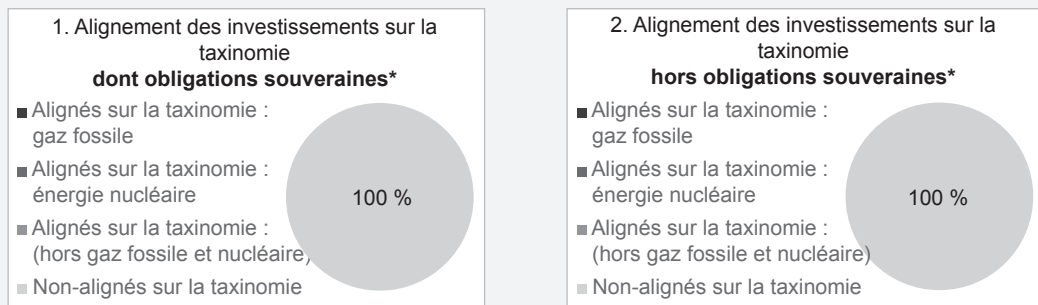 1. Alignement des investissements sur la
taxinomie
dont obligations souveraines*
Alignés sur la taxinomie :
gaz fossile
Alignés sur la taxinomie :
énergie nucléaire
Alignés sur la taxinomie :
(hors gaz fossile et nucléaire)
Non-alignés sur la taxinomie
100 %
2. Alignement des investissements sur la
taxinomie
hors obligations souveraines*
Alignés sur la taxinomie :
gaz fossile
Alignés sur la taxinomie :
énergie nucléaire
Alignés sur la taxinomie :
(hors gaz fossile et nucléaire)
Non-alignés sur la taxinomie
100 %